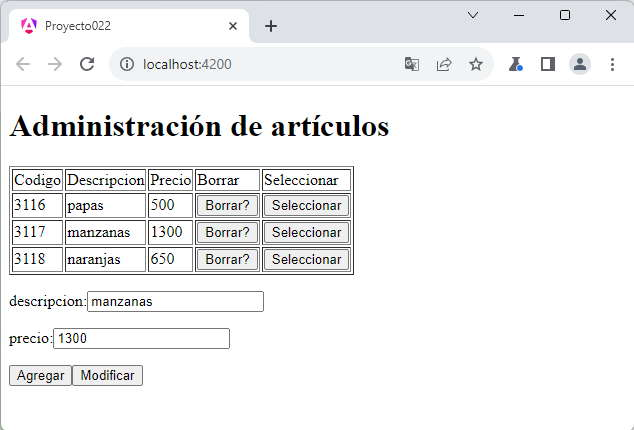 Proyecto022
localhost:4200
Administración de artículos
Codigo Descripcion Precio Borrar Seleccionar
3116 papas 500 Borrar? Seleccionar
3117 manzanas 1300 Borrar? Seleccionar
3118 naranjas 650 Borrar? Seleccionar
descripcion: manzanas
precio: 1300
Agregar Modificar